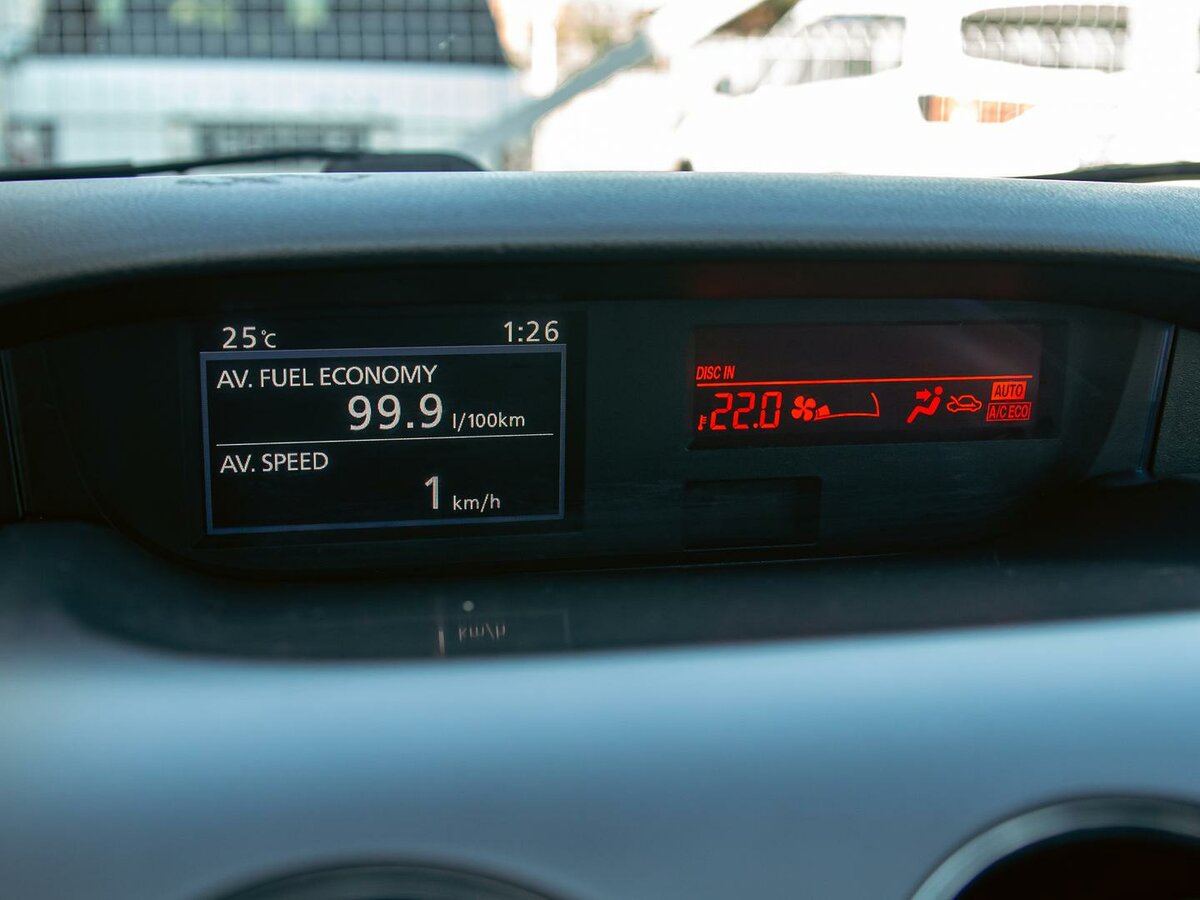 25°C 1:26
AV. FUEL ECONOMY
99.9 l/100km
AV. SPEED
1 km/h
DISC IN
22.0 AUTO
A/C ECO
km/h